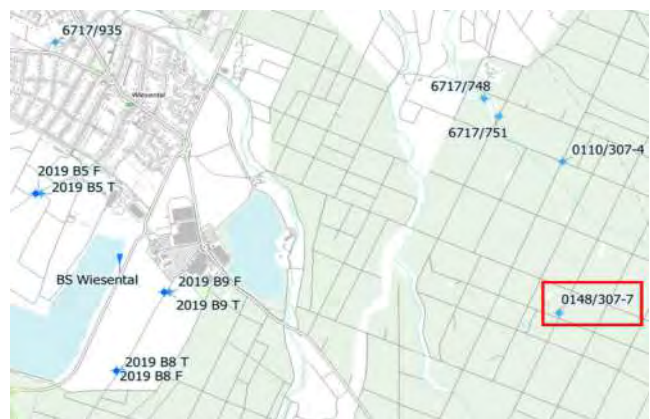 6717/935
Wiesental
6717/748
6717/751
0110/307-4
2019 B5 F
2019 B5 T
BS Wiesental
2019 B9 F
2019 B9 T
0148/307-7
2019 B8 T
2019 B8 F